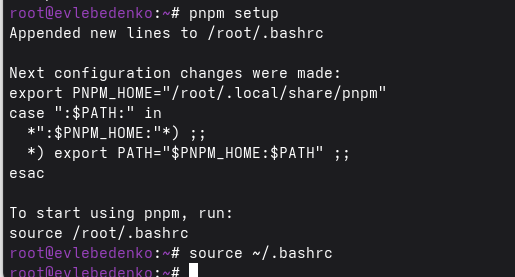 root@evlebedenko:~# pnpm setup
Appended new lines to /root/.bashrc

Next configuration changes were made:
export PNPM_HOME="/root/.local/share/pnpm"
case ":$PATH:" in
  *":$PNPM_HOME:"*) ;;
  *) export PATH="$PNPM_HOME:$PATH" ;;
esac

To start using pnpm, run:
source /root/.bashrc
root@evlebedenko:~# source ~/.bashrc
root@evlebedenko:~#